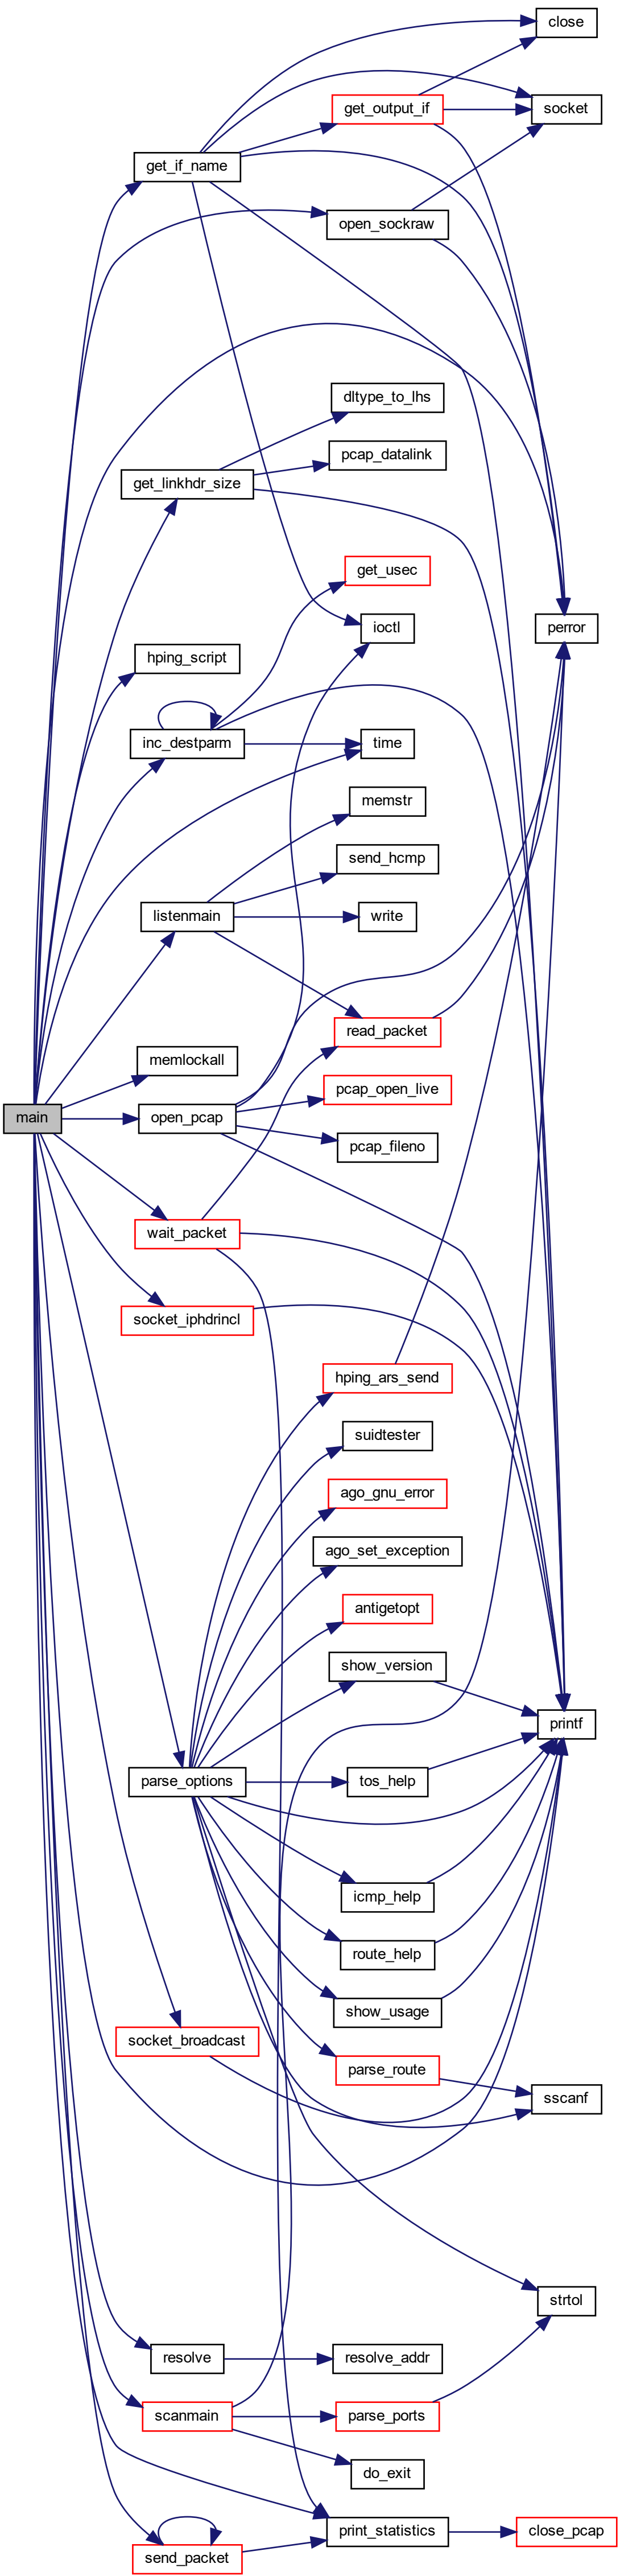 close
get_output_if
socket
get_if_name
open_sockraw
dltype_to_lhs
pcap_datalink
get_linkhdr_size
get_usec
ioctl
perror
hping_script
inc_destparm
time
memstr
send_hcmp
listenmain
write
read_packet
memlockall
pcap_open_live
main
open_pcap
pcap_fileno
wait_packet
socket_iphdrincl
hping_ars_send
suidtester
ago_gnu_error
ago_set_exception
antigetopt
show_version
printf
parse_options
tos_help
icmp_help
route_help
show_usage
socket_broadcast
parse_route
sscanf
strtol
resolve
resolve_addr
scanmain
parse_ports
do_exit
print_statistics
close_pcap
send_packet